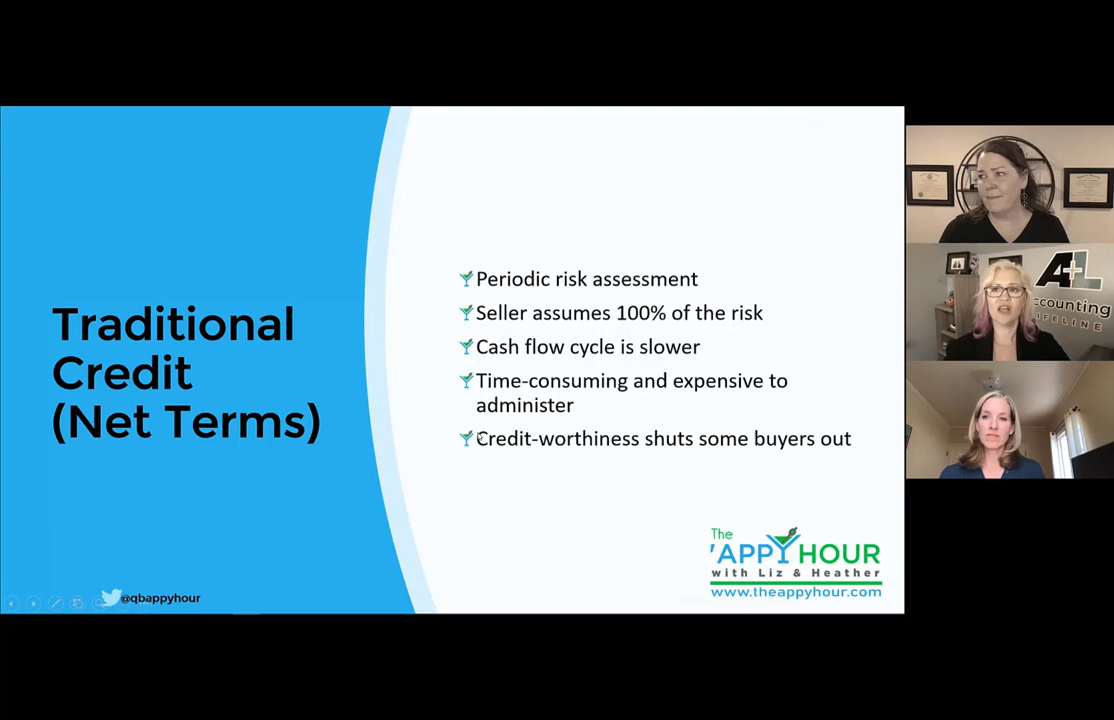 Traditional
Credit
(Net Terms)
Periodic risk assessment
Seller assumes 100% of the risk
Cash flow cycle is slower
Time-consuming and expensive to
administer
Credit-worthiness shuts some buyers out
The
'APPY HOUR
with Liz & Heather
www.theappyhour.com
@qbappyhour
A+L
ccounting
IFELINE